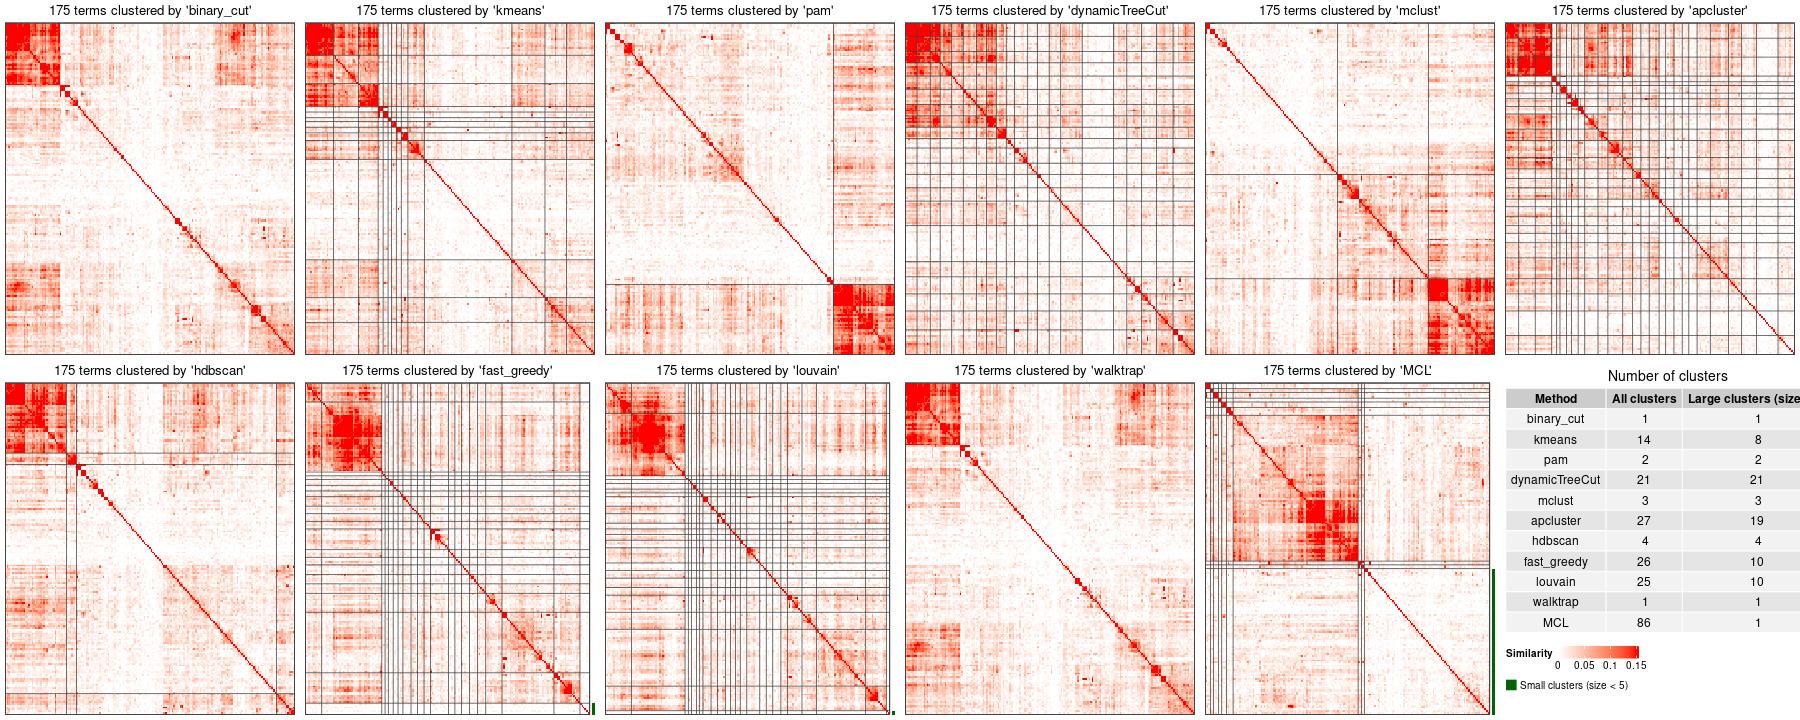 175 terms clustered by 'binary_cut'
175 terms clustered by 'kmeans'
175 terms clustered by 'pam'
175 terms clustered by 'dynamicTreeCut'
175 terms clustered by 'mclust'
175 terms clustered by 'apcluster'
175 terms clustered by 'hdbscan'
175 terms clustered by 'fast_greedy'
175 terms clustered by 'louvain'
175 terms clustered by 'walktrap'
175 terms clustered by 'MCL'
Number of clusters
Method All clusters Large clusters (size
binary_cut 1 1
kmeans 14 8
pam 2 2
dynamicTreeCut 21 21
mclust 3 3
apcluster 27 19
hdbscan 4 4
fast_greedy 26 10
louvain 25 10
walktrap 1 1
MCL 86 1
Similarity
0 0.05 0.1 0.15
Small clusters (size < 5)